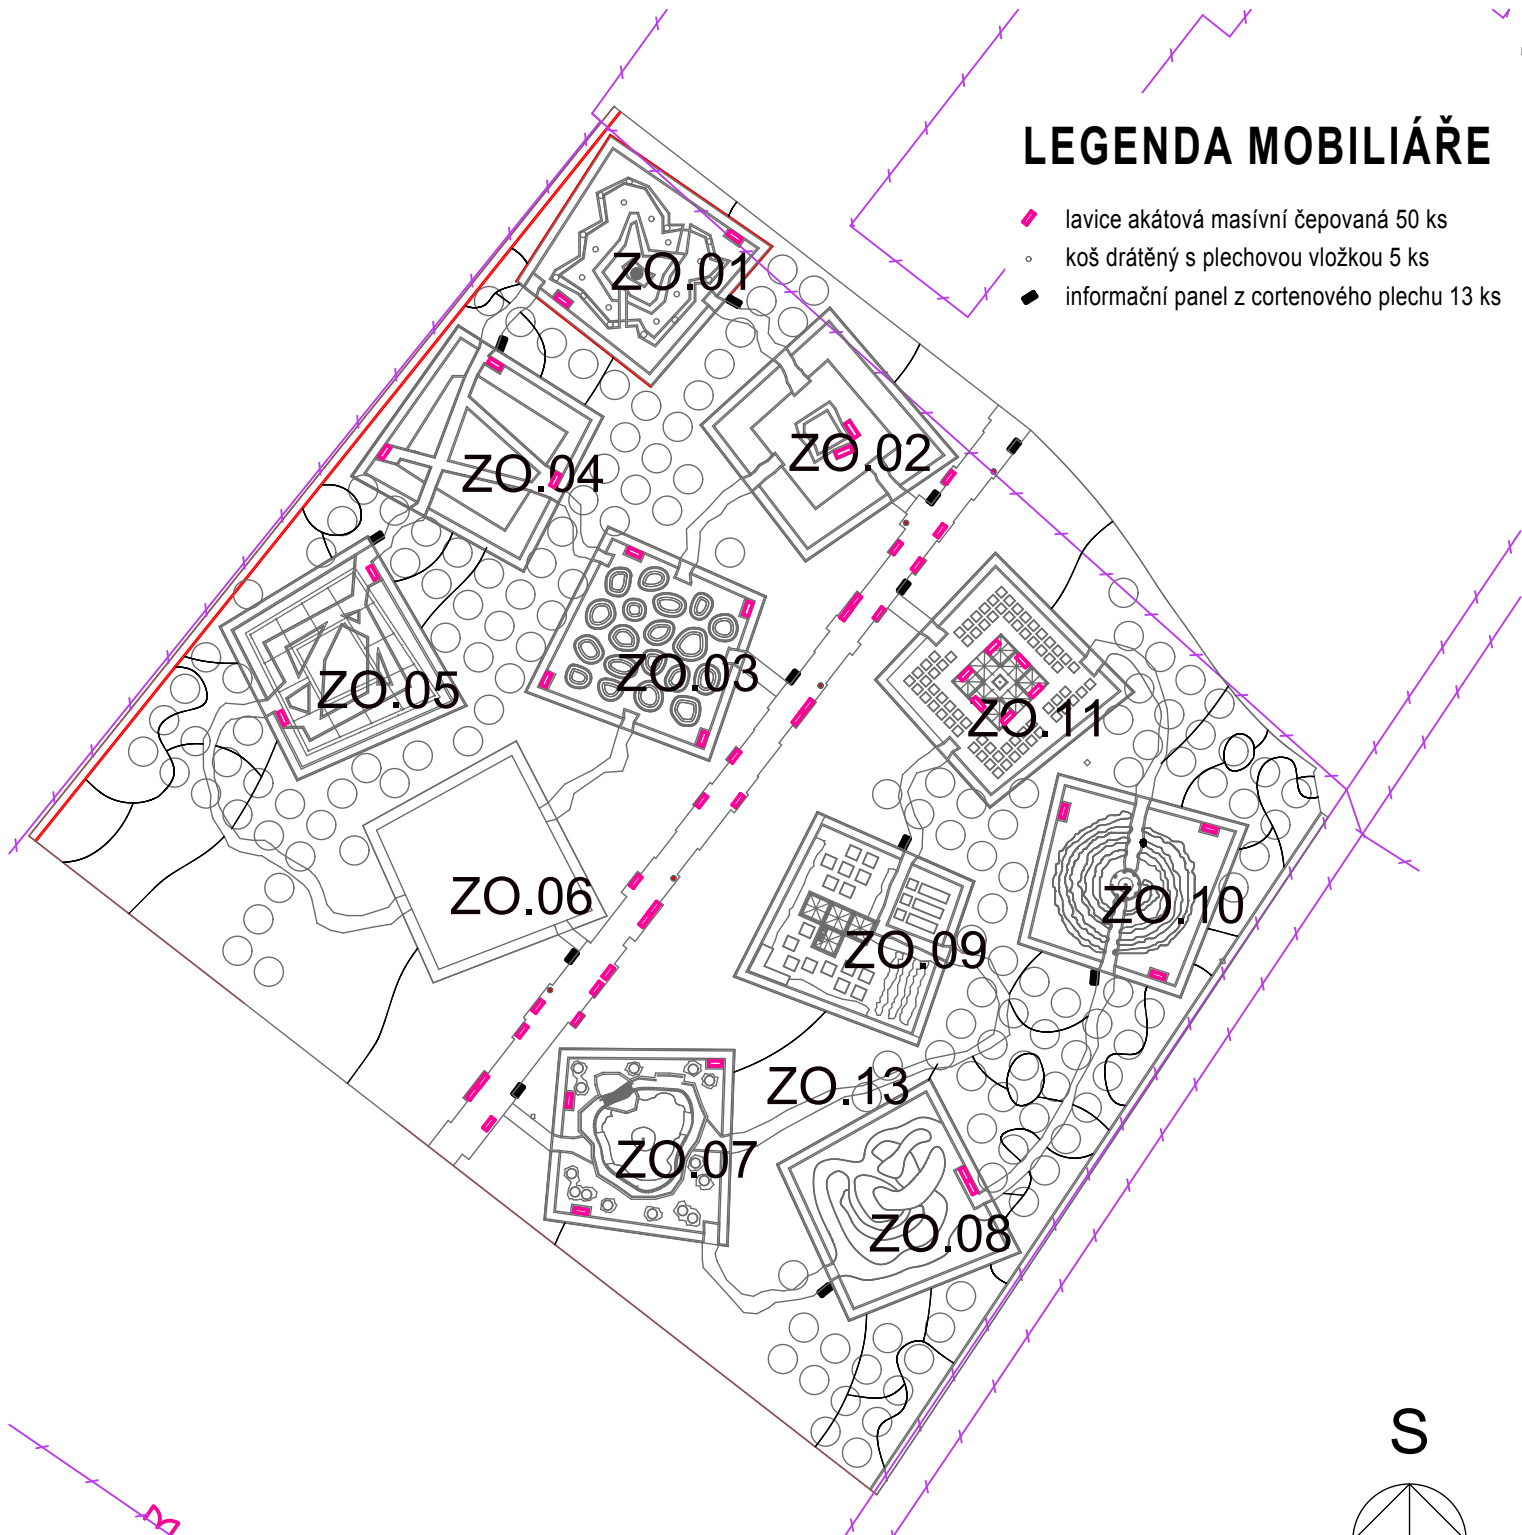 LEGENDA MOBILIÁŘE
lavice akátová masívní čepovaná 50 ks
koš drátěný s plechovou vložkou 5 ks
informační panel z cortenového plechu 13 ks
ZO.01
ZO.02
ZO.04
ZO.03
ZO.05
ZO.11
ZO.06
ZO.10
ZO.09
ZO.13
ZO.07
ZO.08
S